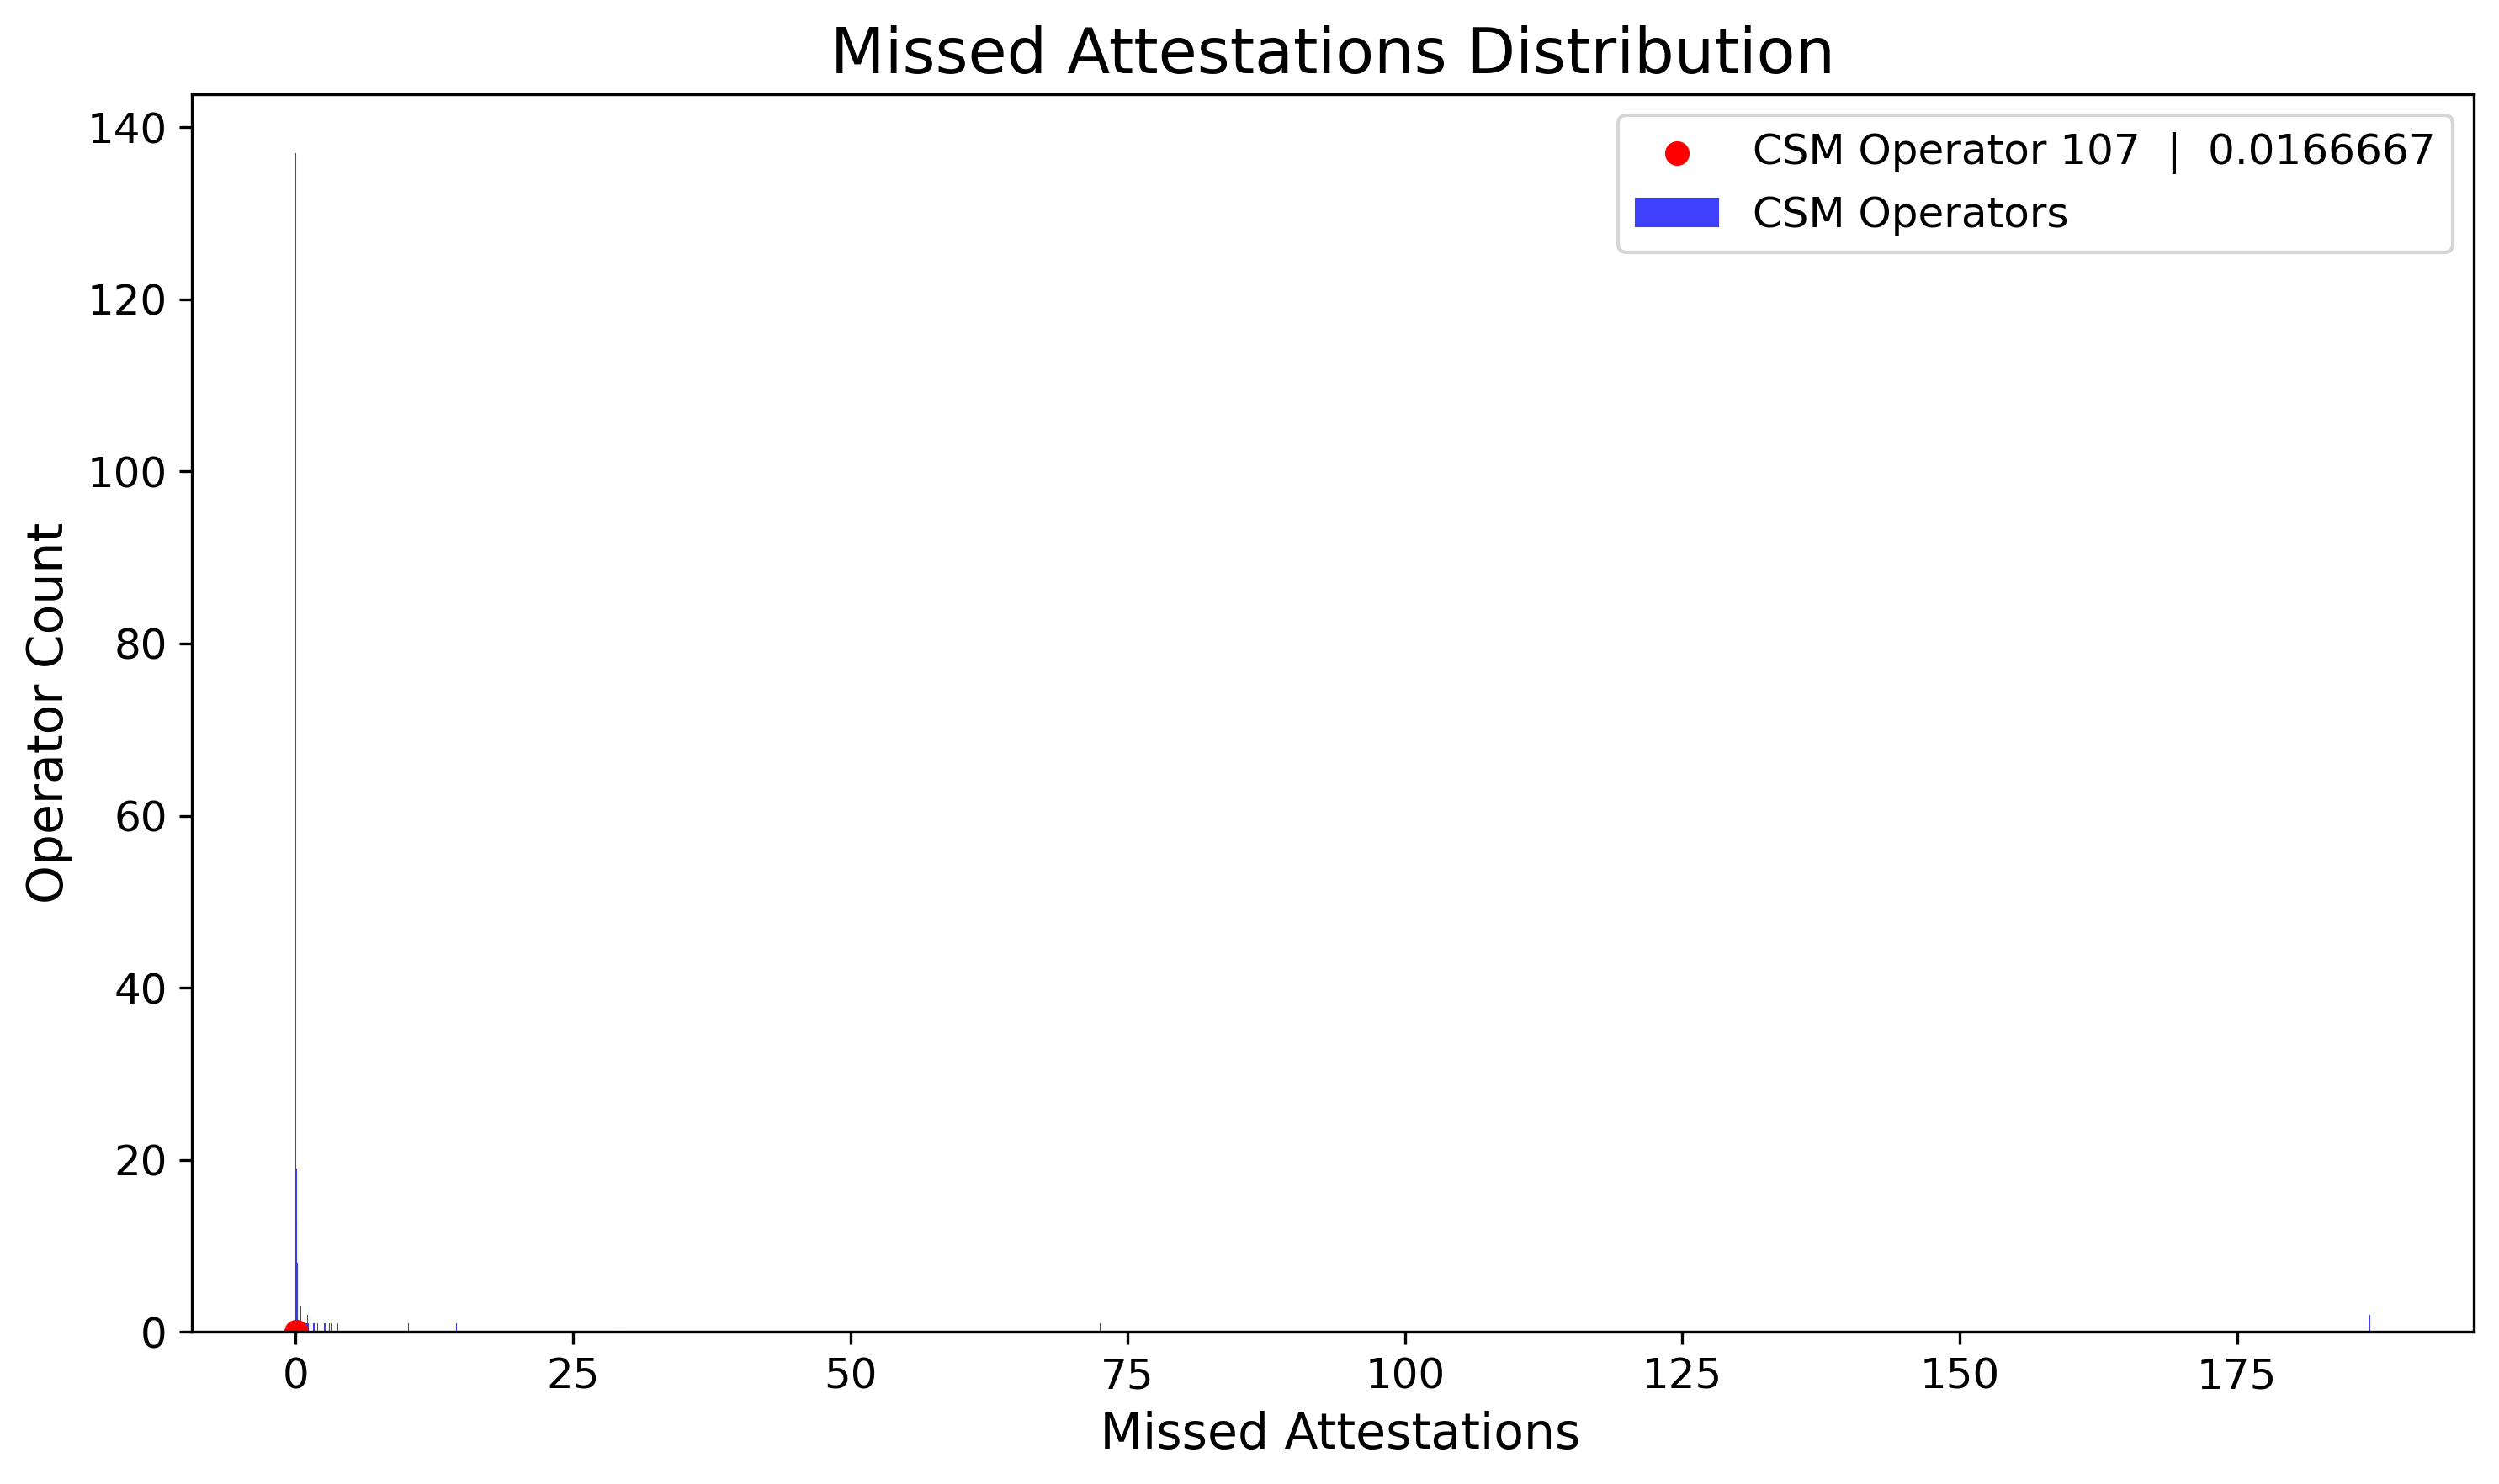 Missed Attestations Distribution
CSM Operator 107 | 0.0166667
CSM Operators
Operator Count
140
120
100
80
60
40
20
0
0 25 50 75 100 125 150 175
Missed Attestations